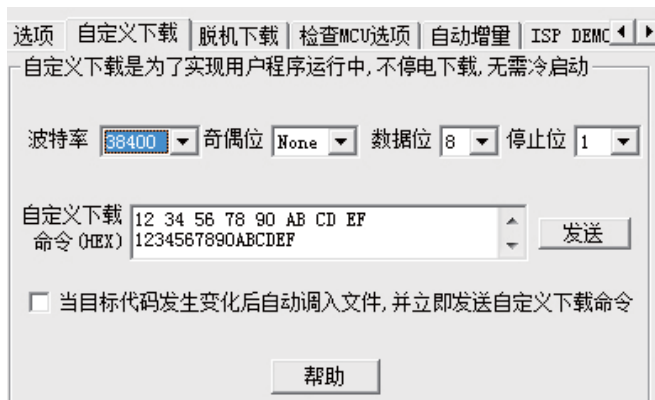 选项 自定义下载 脱机下载 检查MCU选项 自动增量 ISP DEMO
自定义下载是为了实现用户程序运行中,不停电下载,无需冷启动
波特率 38400 奇偶位 None 数据位 8 停止位 1
自定义下载 12 34 56 78 90 AB CD EF
命令(HEX) 1234567890ABCDEF 发送
当目标代码发生变化后自动调入文件,并立即发送自定义下载命令
帮助